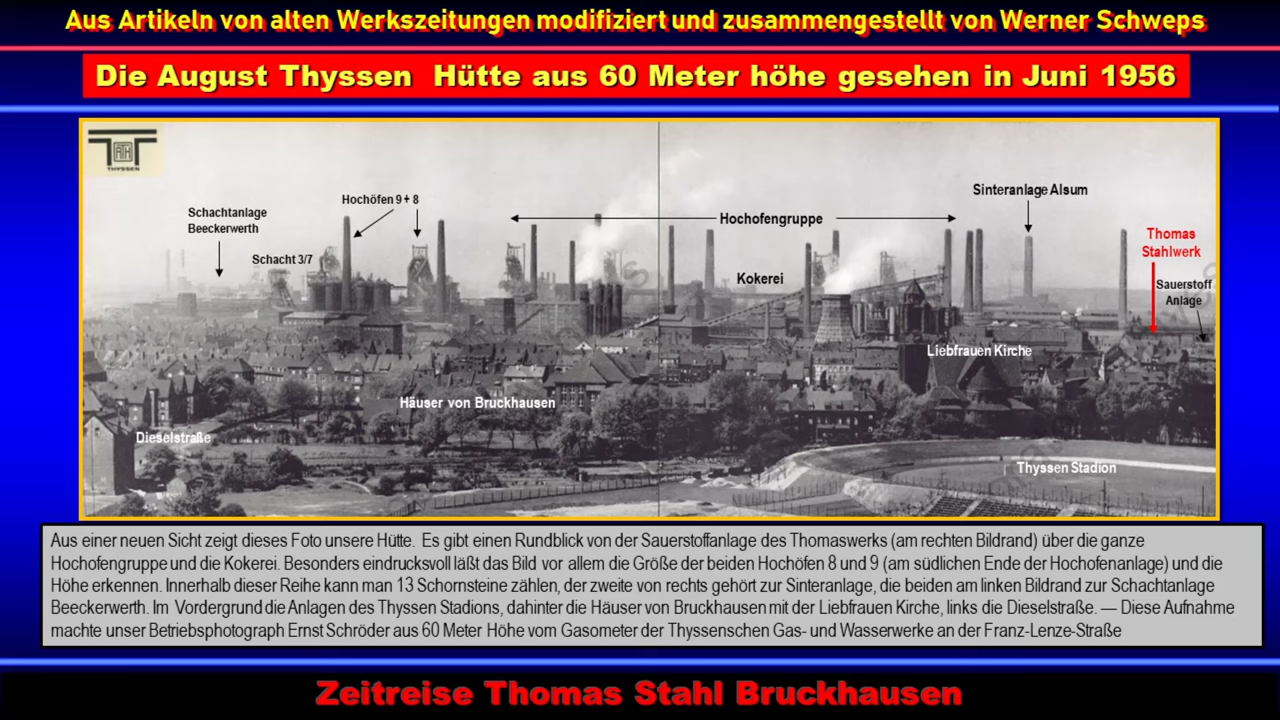 Aus Artikeln von alten Werkszeitungen modifiziert und zusammengestellt von Werner Schweps
Die August Thyssen Hütte aus 60 Meter höhe gesehen in Juni 1956
ATH
THYSSEN
Schachtanlage
Beeckerwerth
Schacht 3/7
Hochöfen 9 + 8
Hochofengruppe
Kokerei
Sinteranlage Alsum
Thomas
Stahlwerk
Sauerstoff
Anlage
Liebfrauen Kirche
Häuser von Bruckhausen
Dieselstraße
Thyssen Stadion
Aus einer neuen Sicht zeigt dieses Foto unsere Hütte. Es gibt einen Rundblick von der Sauerstoffanlage des Thomaswerks (am rechten Bildrand) über die ganze
Hochofengruppe und die Kokerei. Besonders eindrucksvoll läßt das Bild vor allem die Größe der beiden Hochöfen 8 und 9 (am südlichen Ende der Hochofenanlage) und die
Höhe erkennen. Innerhalb dieser Reihe kann man 13 Schornsteine zählen, der zweite von rechts gehört zur Sinteranlage, die beiden am linken Bildrand zur Schachtanlage
Beeckerwerth. Im Vordergrund die Anlagen des Thyssen Stadions, dahinter die Häuser von Bruckhausen mit der Liebfrauen Kirche, links die Dieselstraße. — Diese Aufnahme
machte unser Betriebsphotograph Ernst Schröder aus 60 Meter Höhe vom Gasometer der Thyssenschen Gas- und Wasserwerke an der Franz-Lenze-Straße
Zeitreise Thomas Stahl Bruckhausen